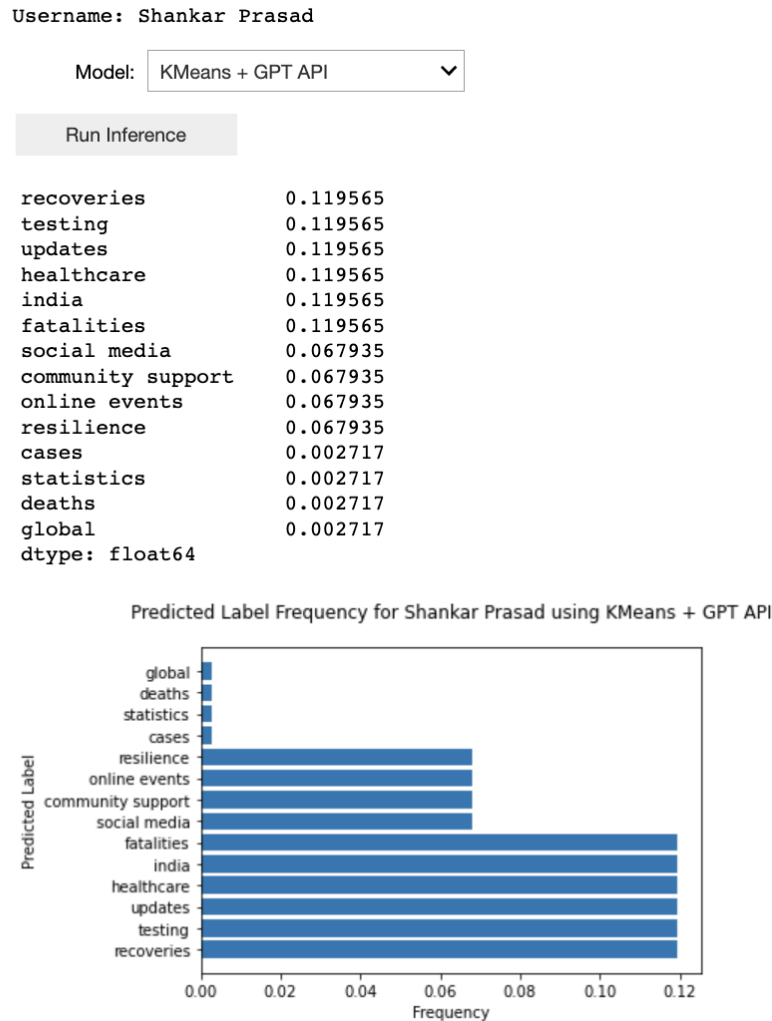 Username: Shankar Prasad
Model: KMeans + GPT API
Run Inference
recoveries 0.119565
testing 0.119565
updates 0.119565
healthcare 0.119565
india 0.119565
fatalities 0.119565
social media 0.067935
community support 0.067935
online events 0.067935
resilience 0.067935
cases 0.002717
statistics 0.002717
deaths 0.002717
global 0.002717
dtype: float64
Predicted Label Frequency for Shankar Prasad using KMeans + GPT API
Predicted Label
global
deaths
statistics
cases
resilience
online events
community support
social media
fatalities
india
healthcare
updates
testing
recoveries
0.00 0.02 0.04 0.06 0.08 0.10 0.12
Frequency